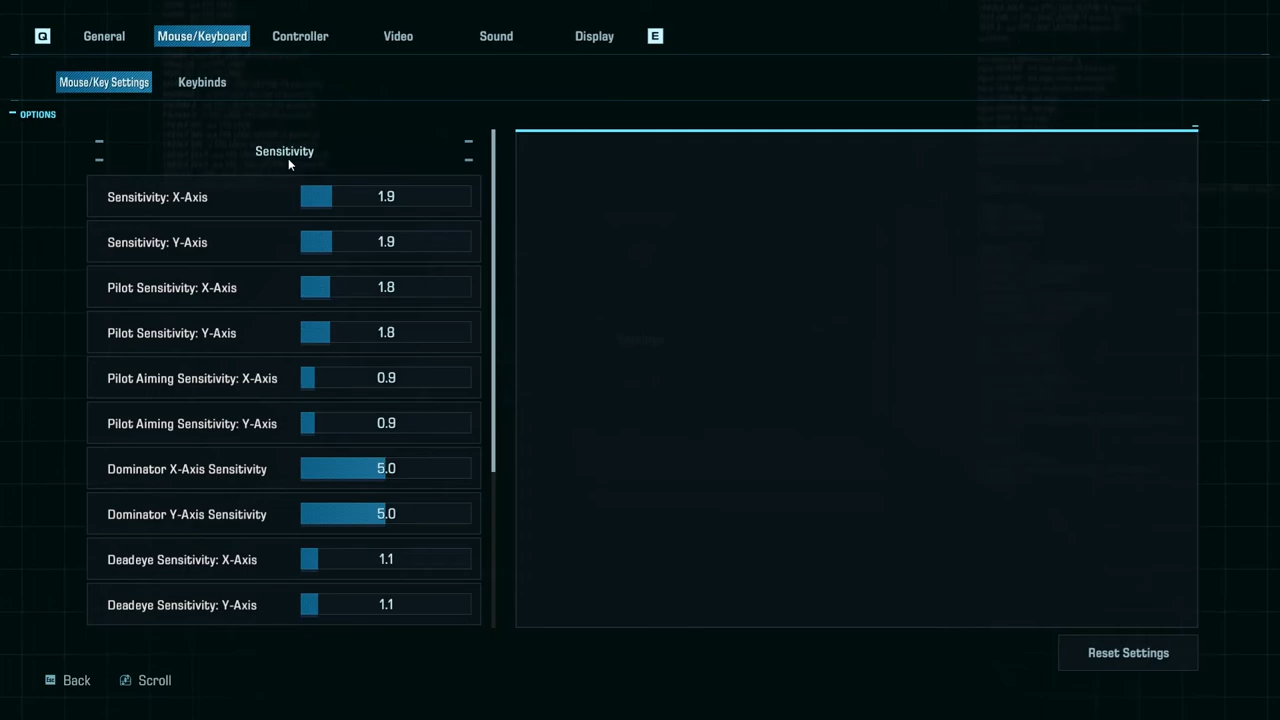 Q General Mouse/Keyboard Controller Video Sound Display E
Mouse/Key Settings Keybinds
OPTIONS
Sensitivity
Sensitivity: X-Axis 1.9
Sensitivity: Y-Axis 1.9
Pilot Sensitivity: X-Axis 1.8
Pilot Sensitivity: Y-Axis 1.8
Pilot Aiming Sensitivity: X-Axis 0.9
Pilot Aiming Sensitivity: Y-Axis 0.9
Dominator X-Axis Sensitivity 5.0
Dominator Y-Axis Sensitivity 5.0
Deadeye Sensitivity: X-Axis 1.1
Deadeye Sensitivity: Y-Axis 1.1
Reset Settings
Esc Back Scroll